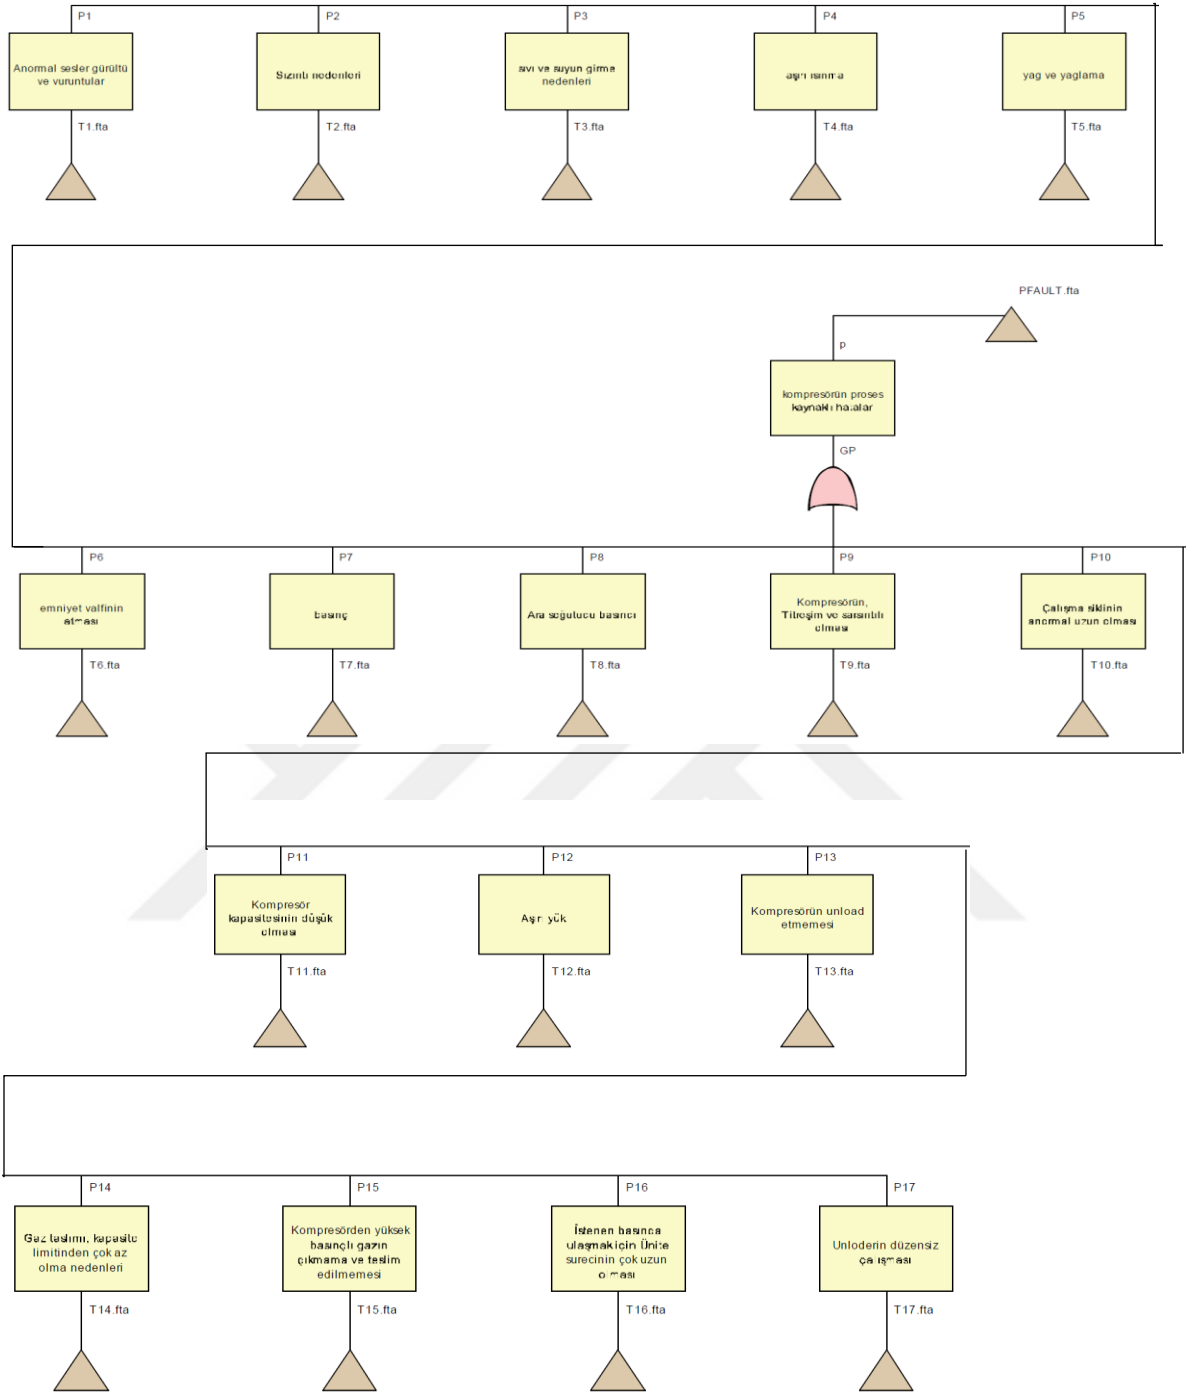 P1
P2
P3
P4
P5
Anormal sesler gürültü
ve vuruntular
Sızıntı nedenleri
sıvı ve suyun girme
nedenleri
aşırı ısınma
yag ve yaglama
T1.fta
T2.fta
T3.fta
T4.fta
T5.fta
PFAULT.fta
p
kompresörün proses
kaynaklı hatalar
GP
P6
P7
P8
P9
P10
emniyet valfinin
atması
basınç
Ara soğutucu basıncı
Kompresörün,
Titreşim ve sarsıntılı
olması
Çalışma siklinin
anormal uzun olması
T6.fta
T7.fta
T8.fta
T9.fta
T10.fta
P11
P12
P13
Kompresör
kapasitesinin düşük
olması
Aşırı yük
Kompresörün unload
etmemesi
T11.fta
T12.fta
T13.fta
P14
P15
P16
P17
Gaz teslimı, kapasite
limitinden çok az
olma nedenleri
Kompresörden yüksek
basınçlı gazın
çıkmama ve teslim
edilmemesi
İstenen basınca
ulaşmak için Ünite
surecinin çok uzun
olması
Unloderin düzensiz
çalışması
T14.fta
T15.fta
T16.fta
T17.fta